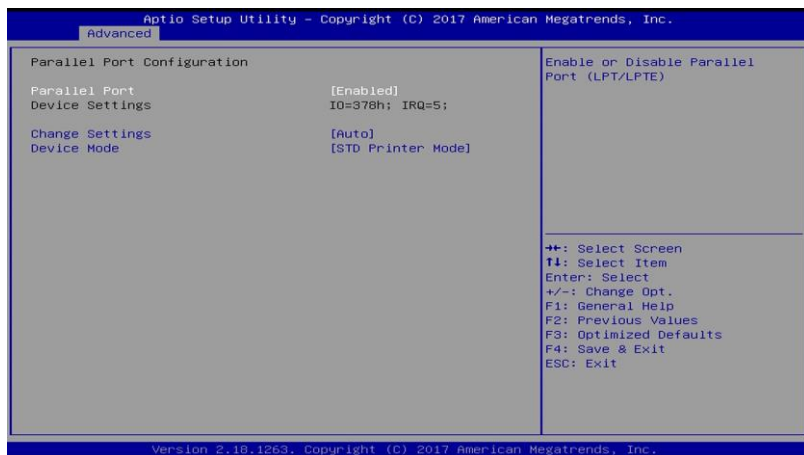 Aptio Setup Utility – Copyright (C) 2017 American Megatrends, Inc.
Advanced
Parallel Port Configuration
Parallel Port [Enabled]
Device Settings IO=378h; IRQ=5;
Change Settings [Auto]
Device Mode [STD Printer Mode]
Enable or Disable Parallel
Port (LPT/LPTE)
→←: Select Screen
↑↓: Select Item
Enter: Select
+/-: Change Opt.
F1: General Help
F2: Previous Values
F3: Optimized Defaults
F4: Save & Exit
ESC: Exit
Version 2.18.1263. Copyright (C) 2017 American Megatrends, Inc.